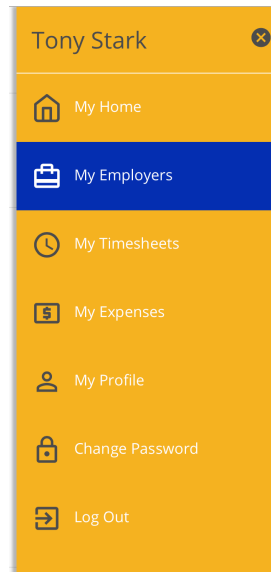 Tony Stark
My Home
My Employers
My Timesheets
My Expenses
My Profile
Change Password
Log Out